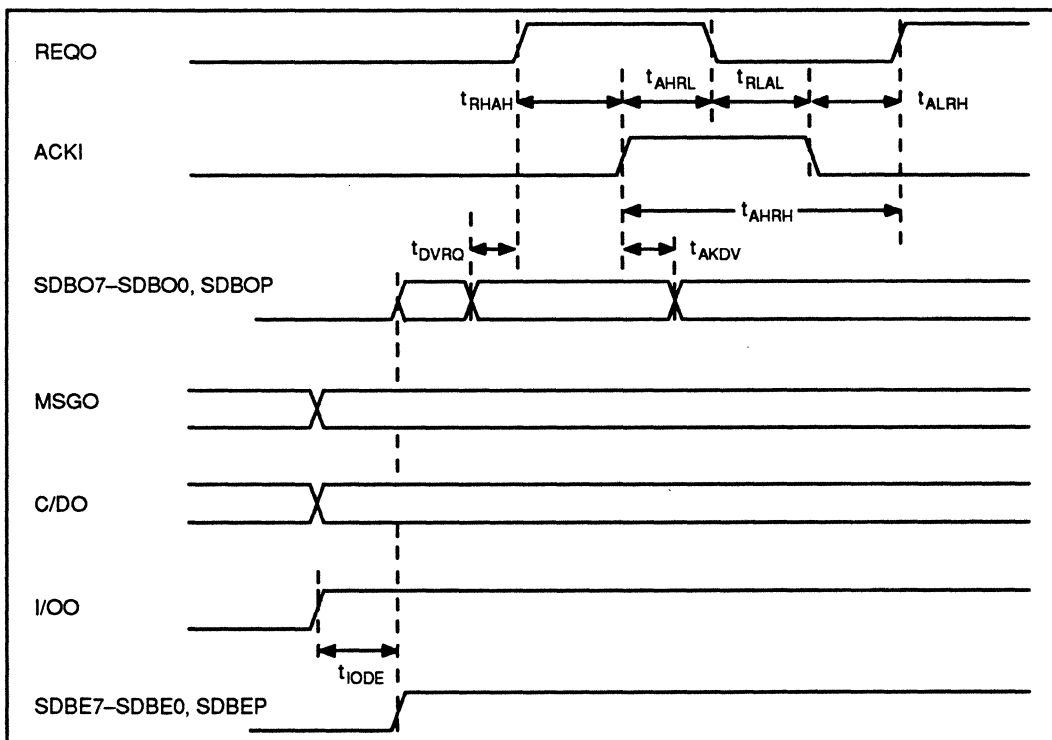 REQO
tRHAH
tAHRL
tRLAL
tALRH
ACKI
tAHRH
tDVRQ
tAKDV
SDBO7–SDBO0, SDBOP
MSGO
C/DO
I/OO
tIODE
SDBE7–SDBE0, SDBEP